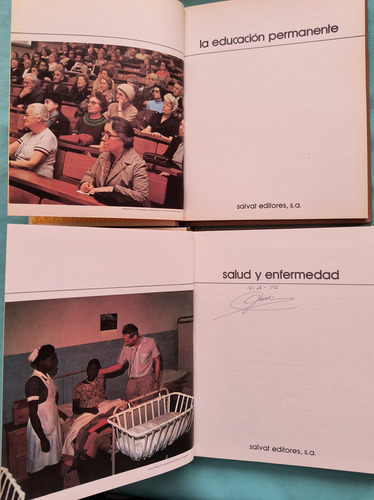 la educación permanente
salvat editores, s.a.
salud y enfermedad
salvat editores, s.a.